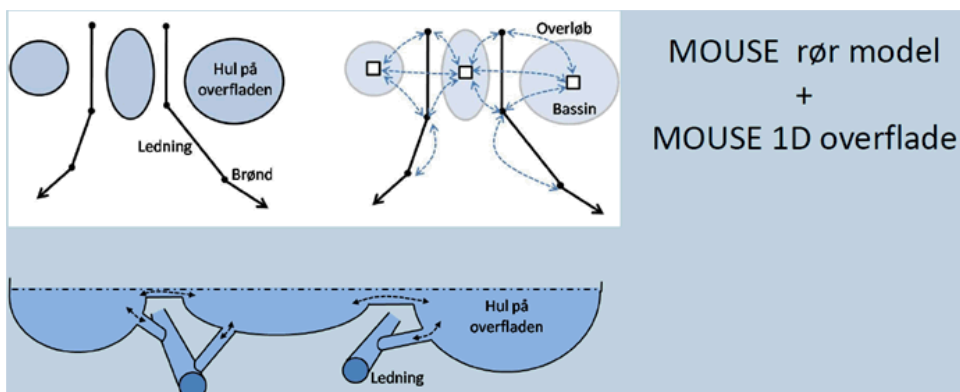 Hul på
overfladen
Ledning
Brønd
Overløb
Bassin
MOUSE rør model
+
MOUSE 1D overflade
Hul på
overfladen
Ledning